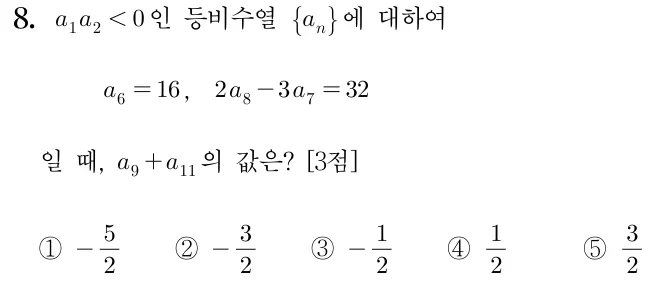 8. a₁a₂ < 0인 등비수열 {aₙ}에 대하여
a₆ = 16, 2a₈ − 3a₇ = 32
일 때, a₉ + a₁₁의 값은? [3점]
① −5/2 ② −3/2 ③ −1/2 ④ 1/2 ⑤ 3/2